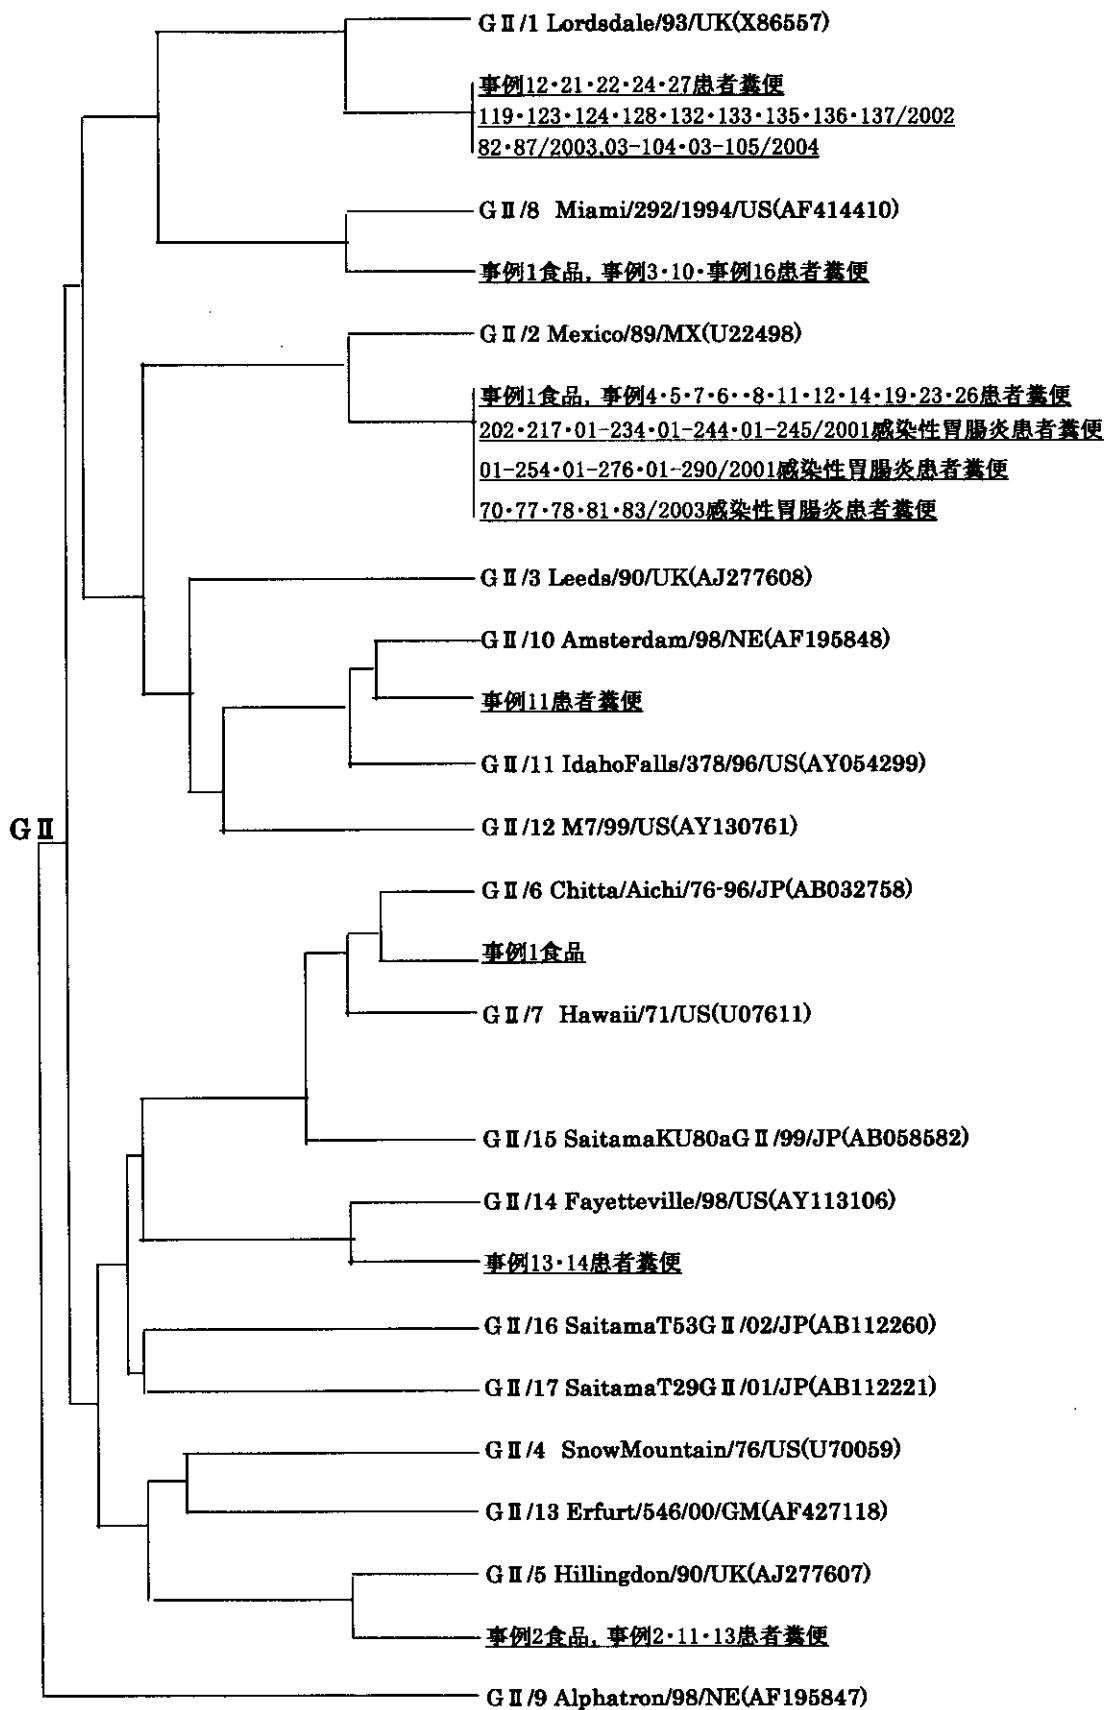 GⅡ/1 Lordsdale/93/UK(X86557)
事例12・21・22・24・27患者糞便
119・123・124・128・132・133・135・136・137/2002
82・87/2003,03-104・03-105/2004
GⅡ/8 Miami/292/1994/US(AF414410)
事例1食品, 事例3・10・事例16患者糞便
GⅡ/2 Mexico/89/MX(U22498)
事例1食品, 事例4・5・7・6・・8・11・12・14・19・23・26患者糞便
202・217・01-234・01-244・01-245/2001感染性胃腸炎患者糞便
01-254・01-276・01-290/2001感染性胃腸炎患者糞便
70・77・78・81・83/2003感染性胃腸炎患者糞便
GⅡ/3 Leeds/90/UK(AJ277608)
GⅡ/10 Amsterdam/98/NE(AF195848)
事例11患者糞便
GⅡ/11 IdahoFalls/378/96/US(AY054299)
GⅡ
GⅡ/12 M7/99/US(AY130761)
GⅡ/6 Chitta/Aichi/76-96/JP(AB032758)
事例1食品
GⅡ/7 Hawaii/71/US(U07611)
GⅡ/15 SaitamaKU80aGⅡ/99/JP(AB058582)
GⅡ/14 Fayetteville/98/US(AY113106)
事例13・14患者糞便
GⅡ/16 SaitamaT53GⅡ/02/JP(AB112260)
GⅡ/17 SaitamaT29GⅡ/01/JP(AB112221)
GⅡ/4 SnowMountain/76/US(U70059)
GⅡ/13 Erfurt/546/00/GM(AF427118)
GⅡ/5 Hillingdon/90/UK(AJ277607)
事例2食品, 事例2・11・13患者糞便
GⅡ/9 Alphatron/98/NE(AF195847)